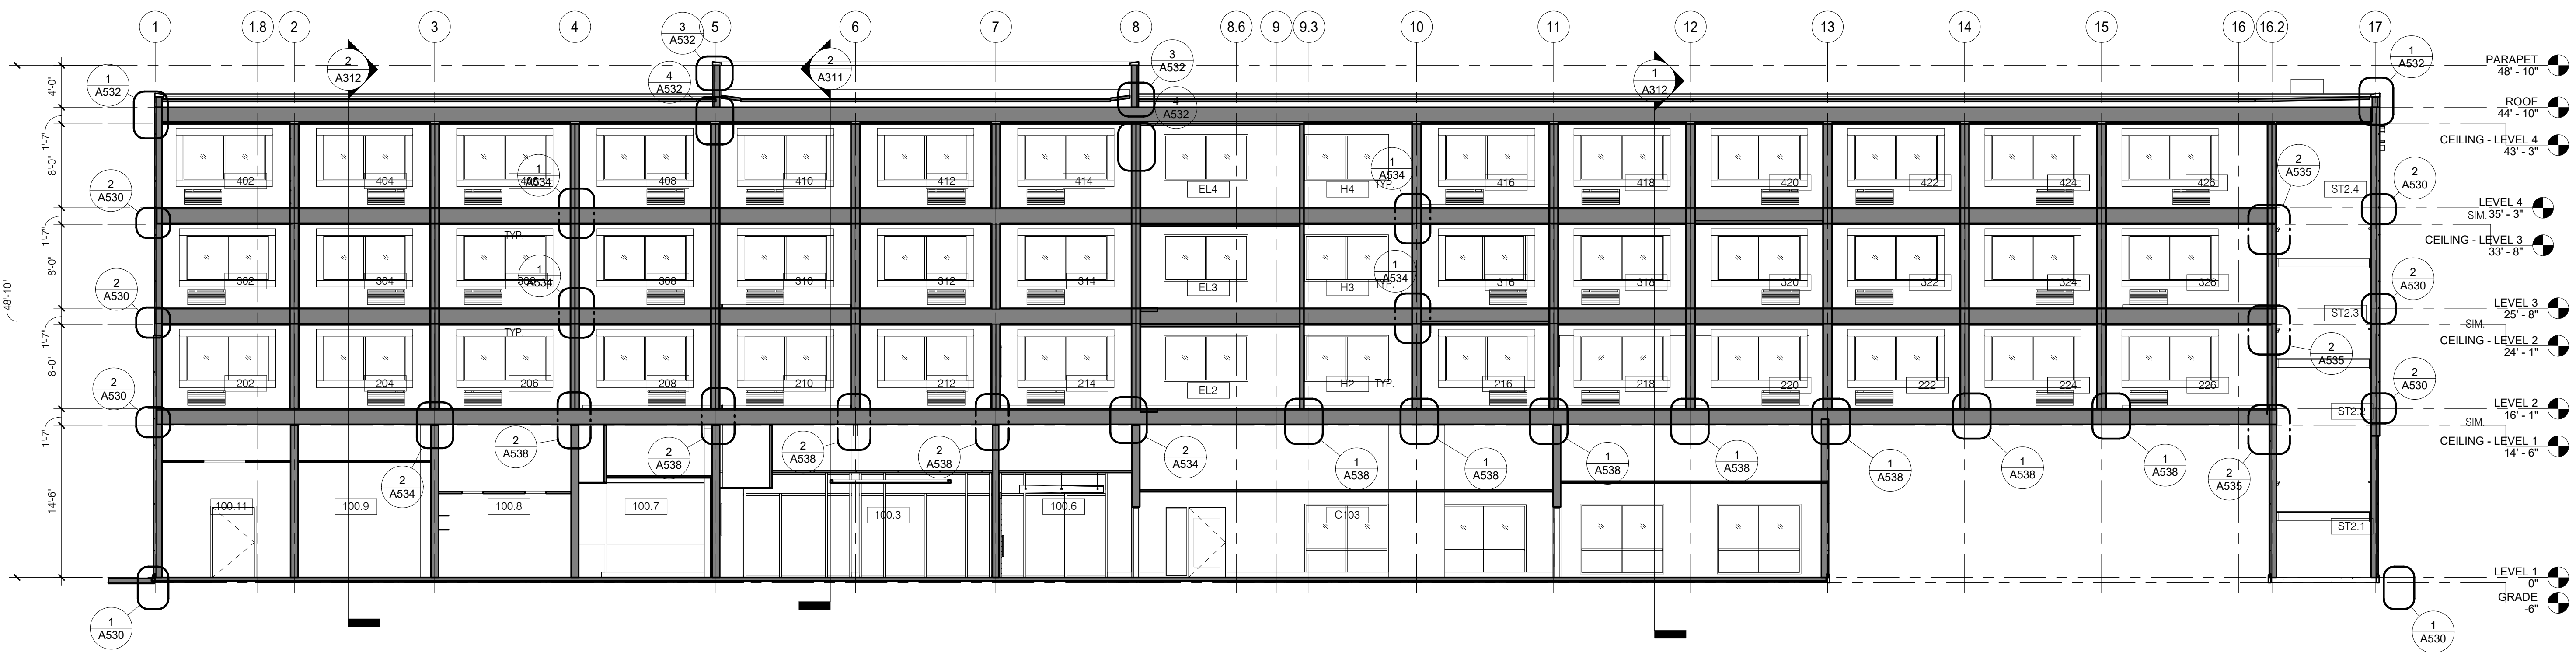 1 1.8 2 3 4 5 6 7 8 8.6 9 9.3 10 11 12 13 14 15 16 16.2 17
3
A532
2
A312
2
A311
3
A532
1
A312
1
A532
PARAPET
48' - 10"
1
A532
4
A532
4
A532
4'-0"
ROOF
44' - 10"
1'-7"
CEILING - LEVEL 4
43' - 3"
8'-0"
1
A534
1
A534
2
A535
2
A530
2
A530
402 404 408 410 412 414 EL4 H4 TYP. 416 418 420 422 424 426 ST2.4
LEVEL 4
SIM. 35' - 3"
1'-7"
TYP.
CEILING - LEVEL 3
33' - 8"
8'-0"
48'-10"
2
A530
1
A534
1
A534
2
A530
302 304 308 310 312 314 EL3 H3 TYP. 316 318 320 322 324 326
LEVEL 3
25' - 8"
ST2.3
1'-7"
TYP.
SIM.
CEILING - LEVEL 2
24' - 1"
8'-0"
2
A535
2
A530
2
A530
202 204 206 208 210 212 214 EL2 H2 TYP. 216 218 220 222 224 226
LEVEL 2
16' - 1"
ST2.2
SIM.
1'-7"
CEILING - LEVEL 1
14' - 6"
2
A538
2
A538
2
A538
2
A538
2
A534
1
A538
1
A538
1
A538
1
A538
1
A538
1
A538
1
A538
2
A534
2
A535
14'-6"
100.11 100.9 100.8 100.7 100.3 100.6 C103 ST2.1
LEVEL 1
0"
GRADE
-6"
1
A530
1
A530